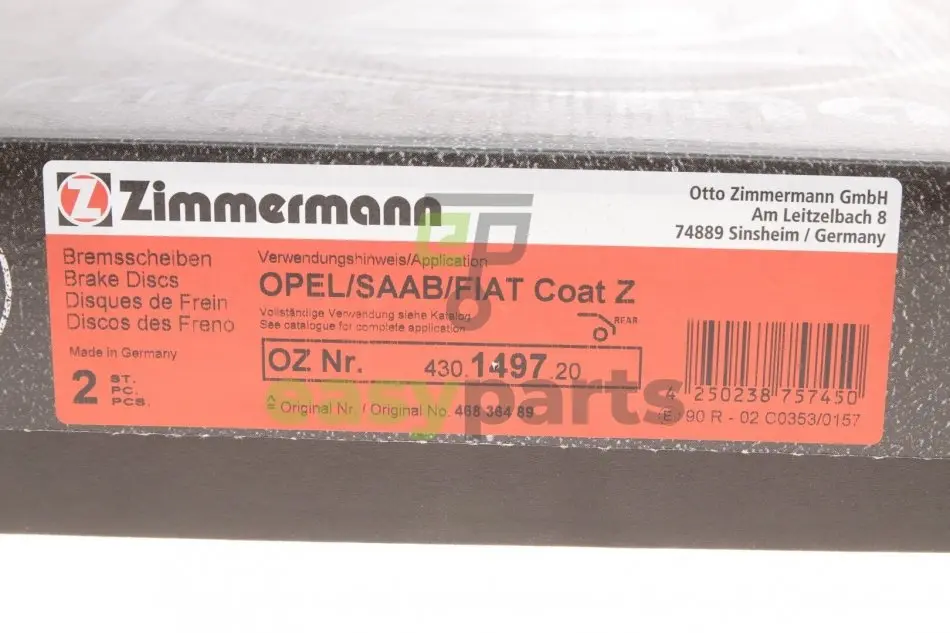 Zimmermann
Otto Zimmermann GmbH
Am Leitzelbach 8
74889 Sinsheim / Germany
Bremsscheiben
Brake Discs
Disques de Frein
Discos des Freno
Made in Germany
2 ST.
PC.
PCS.
Verwendungshinweis/Application
OPEL/SAAB/FIAT Coat Z
Vollständige Verwendung siehe Katalog
See catalogue for complete application
REAR
OZ Nr. 430.1497.20
≙ Original Nr. / Original No. 468 364 89
4 250238 757450
E1 90 R - 02 C0353/0157
easyparts